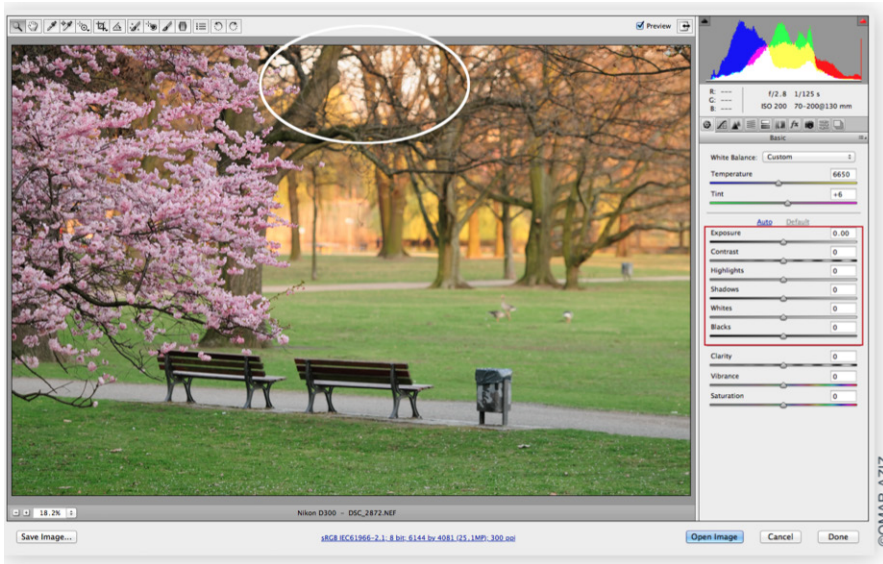 Preview
R: ---
G: ---
B: ---
f/2.8 1/125 s
ISO 200 70-200@130 mm
fx
Basic
White Balance: Custom
Temperature 6650
Tint +6
Auto Default
Exposure 0.00
Contrast 0
Highlights 0
Shadows 0
Whites 0
Blacks 0
Clarity 0
Vibrance 0
Saturation 0
18.2%
Nikon D300 - DSC_2872.NEF
Save Image...
sRGB IEC61966-2.1; 8 bit; 6144 by 4081 (25.1MP); 300 ppi
Open Image Cancel Done
©OMAR AZIZ